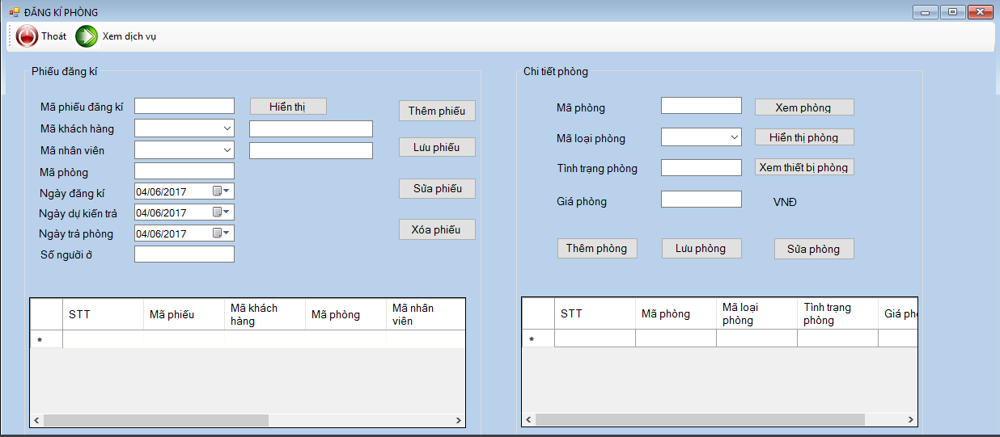 ĐĂNG KÍ PHÒNG
Thoát Xem dịch vụ
Phiếu đăng kí
Mã phiếu đăng kí Hiển thị Thêm phiếu
Mã khách hàng
Mã nhân viên Lưu phiếu
Mã phòng
Ngày đăng kí 04/06/2017 Sửa phiếu
Ngày dự kiến trả 04/06/2017
Ngày trả phòng 04/06/2017 Xóa phiếu
Số người ở
STT Mã phiếu Mã khách hàng Mã phòng Mã nhân viên
*
Chi tiết phòng
Mã phòng Xem phòng
Mã loại phòng Hiển thị phòng
Tình trạng phòng Xem thiết bị phòng
Giá phòng VNĐ
Thêm phòng Lưu phòng Sửa phòng
STT Mã phòng Mã loại phòng Tình trạng phòng Giá
*